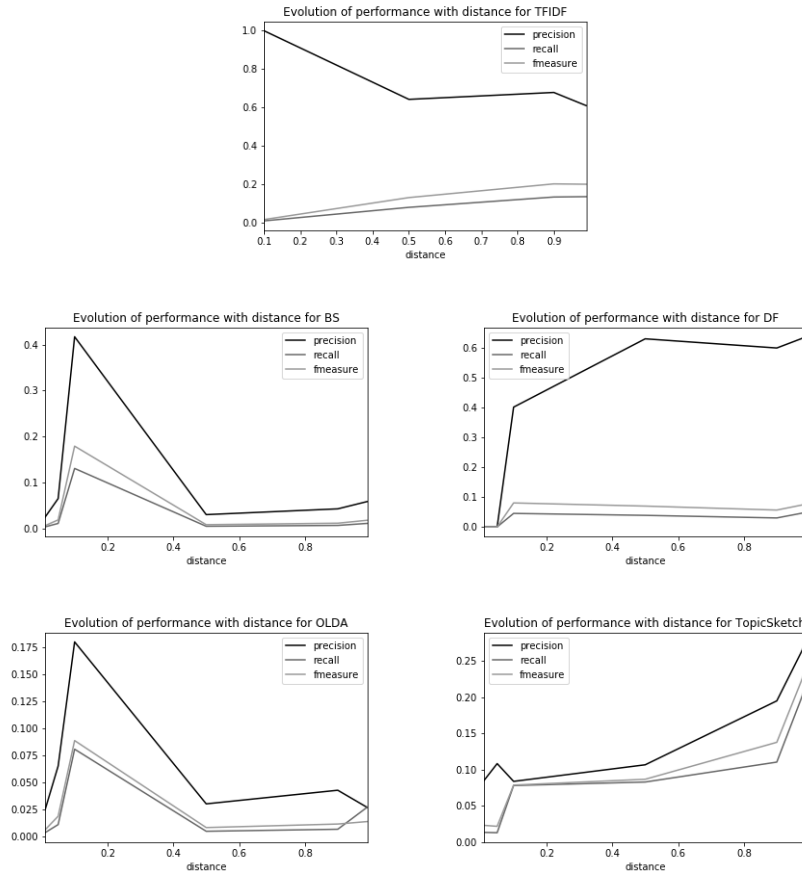 Evolution of performance with distance for TFIDF
1.0
0.8
0.6
0.4
0.2
0.0
precision
recall
fmeasure
0.1 0.2 0.3 0.4 0.5 0.6 0.7 0.8 0.9
distance
Evolution of performance with distance for BS
0.4
0.3
0.2
0.1
0.0
precision
recall
fmeasure
0.2 0.4 0.6 0.8
distance
Evolution of performance with distance for DF
0.6
0.5
0.4
0.3
0.2
0.1
0.0
precision
recall
fmeasure
0.2 0.4 0.6 0.8
distance
Evolution of performance with distance for OLDA
0.175
0.150
0.125
0.100
0.075
0.050
0.025
0.000
precision
recall
fmeasure
0.2 0.4 0.6 0.8
distance
Evolution of performance with distance for TopicSketch
0.25
0.20
0.15
0.10
0.05
0.00
precision
recall
fmeasure
0.2 0.4 0.6 0.8
distance